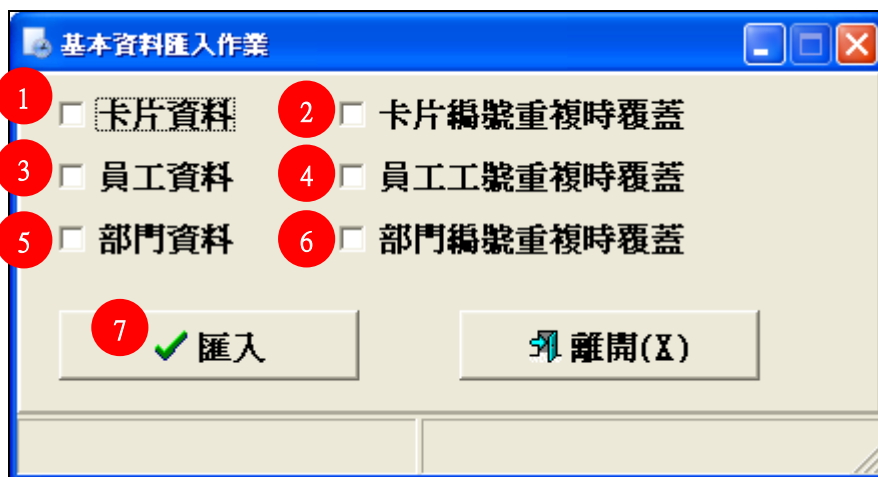 基本資料匯入作業
1 卡片資料 2 卡片編號重複時覆蓋
3 員工資料 4 員工工號重複時覆蓋
5 部門資料 6 部門編號重複時覆蓋
7 匯入 離開(X)